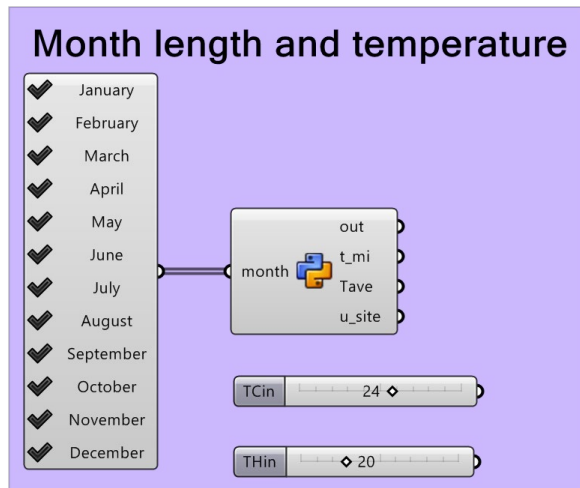 Month length and temperature
January
February
March
April
May
June
July
August
September
October
November
December
month
out
t_mi
Tave
u_site
TCin 24
THin 20